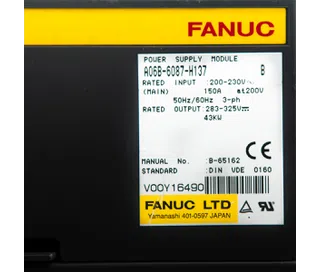 FANUC
POWER SUPPLY MODULE
A06B-6087-H137 B
RATED INPUT :200-230V~
(MAIN) 150A at200V
50Hz/60Hz 3-ph
RATED OUTPUT:283-325V⎓
43KW
MANUAL No. :B-65162
STANDARD :DIN VDE 0160
CE
V00Y16490
FANUC LTD
Yamanashi 401-0597 JAPAN